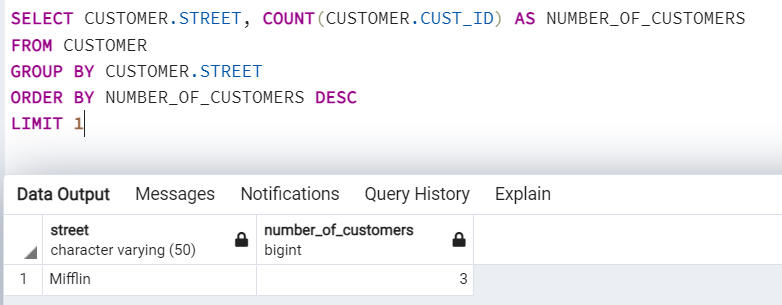 SELECT CUSTOMER.STREET, COUNT(CUSTOMER.CUST_ID) AS NUMBER_OF_CUSTOMERS
FROM CUSTOMER
GROUP BY CUSTOMER.STREET
ORDER BY NUMBER_OF_CUSTOMERS DESC
LIMIT 1
Data Output Messages Notifications Query History Explain
street number_of_customers
character varying (50) bigint
1 Mifflin 3